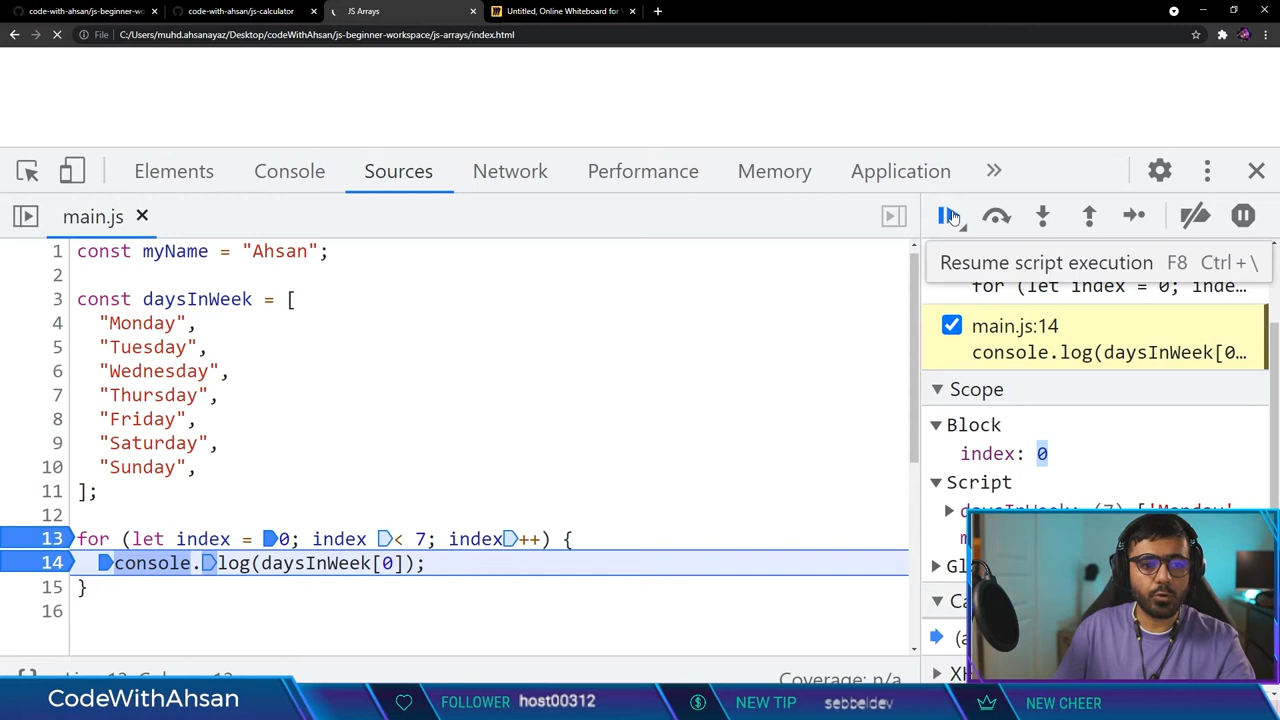 code-with-ahsan/js-beginner-wo
code-with-ahsan/js-calculator
JS Arrays
Untitled, Online Whiteboard for V
File
C:/Users/muhd.ahsanayaz/Desktop/codeWithAhsan/js-beginner-workspace/js-arrays/index.html
Elements
Console
Sources
Network
Performance
Memory
Application
main.js
1 const myName = "Ahsan";
2
3 const daysInWeek = [
4 "Monday",
5 "Tuesday",
6 "Wednesday",
7 "Thursday",
8 "Friday",
9 "Saturday",
10 "Sunday",
11 ];
12
13 for (let index = 0; index < 7; index++) {
14 console.log(daysInWeek[0]);
15 }
16
Resume script execution F8 Ctrl+\
for (let index = 0; inde…
main.js:14
console.log(daysInWeek[0…
Scope
Block
index: 0
Script
Coverage: n/a
CodeWithAhsan
FOLLOWER host00312
NEW TIP sebbeldev
NEW CHEER